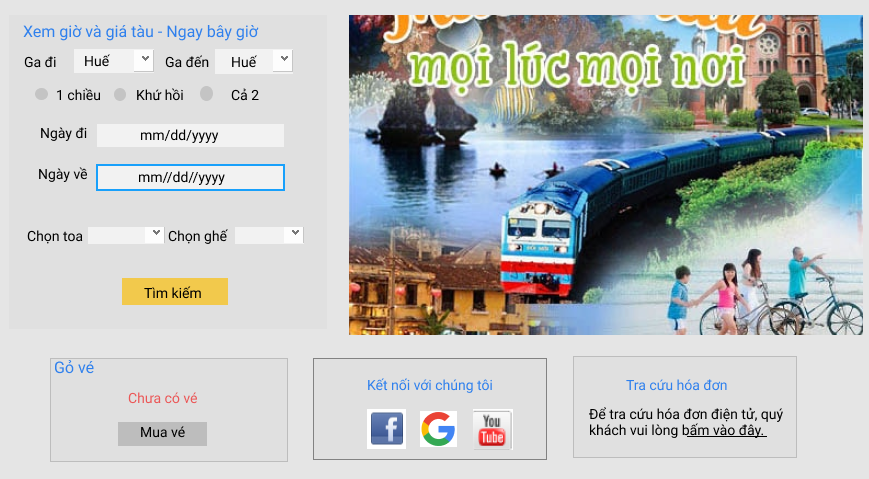 Xem giờ và giá tàu - Ngay bây giờ
Ga đi Huế Ga đến Huế
1 chiều Khứ hồi Cả 2
Ngày đi mm/dd/yyyy
Ngày về mm//dd//yyyy
Chọn toa Chọn ghế
Tìm kiếm
mọi lúc mọi nơi
Gỏ vé
Chưa có vé
Mua vé
Kết nối với chúng tôi
You
Tube
Tra cứu hóa đơn
Để tra cứu hóa đơn điện tử, quý
khách vui lòng bấm vào đây.